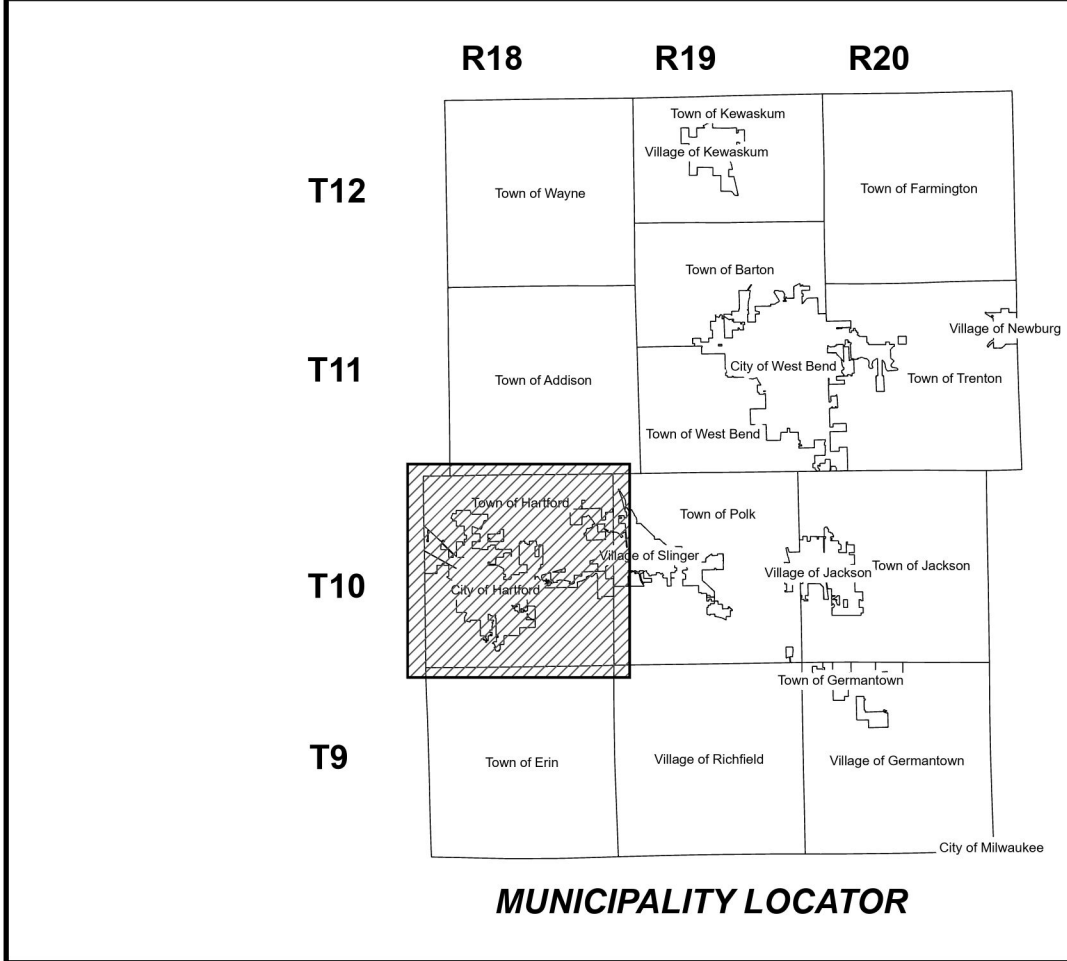 R18 R19 R20
Town of Kewaskum
Village of Kewaskum
T12
Town of Wayne
Town of Farmington
Town of Barton
Village of Newburg
T11
City of West Bend
Town of Addison
Town of Trenton
Town of West Bend
Town of Hartford
Town of Polk
Village of Slinger
T10
City of Hartford
Village of Jackson
Town of Jackson
Town of Germantown
T9
Town of Erin
Village of Richfield
Village of Germantown
City of Milwaukee
MUNICIPALITY LOCATOR